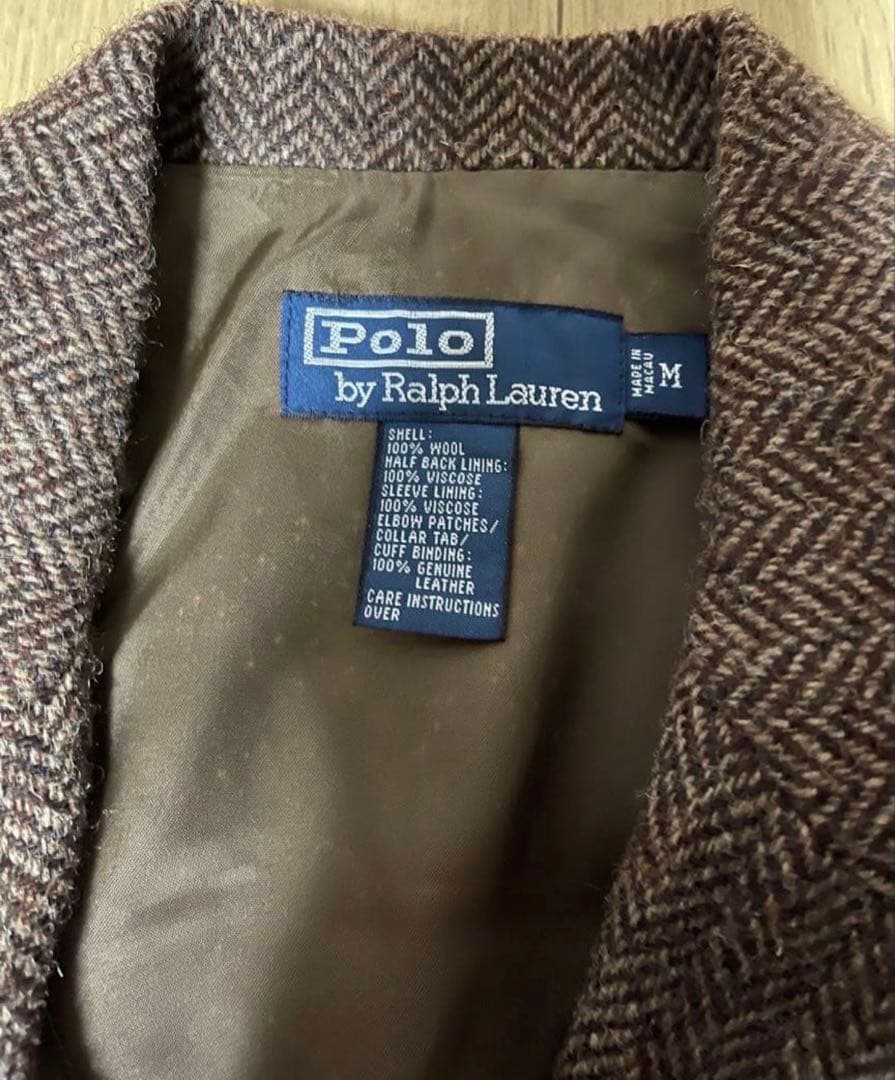 Polo
by Ralph Lauren
MADE IN
MACAU
M
SHELL:
100% WOOL
HALF BACK LINING:
100% VISCOSE
SLEEVE LINING:
100% VISCOSE
ELBOW PATCHES/
COLLAR TAB/
CUFF BINDING:
100% GENUINE
LEATHER
CARE INSTRUCTIONS
OVER